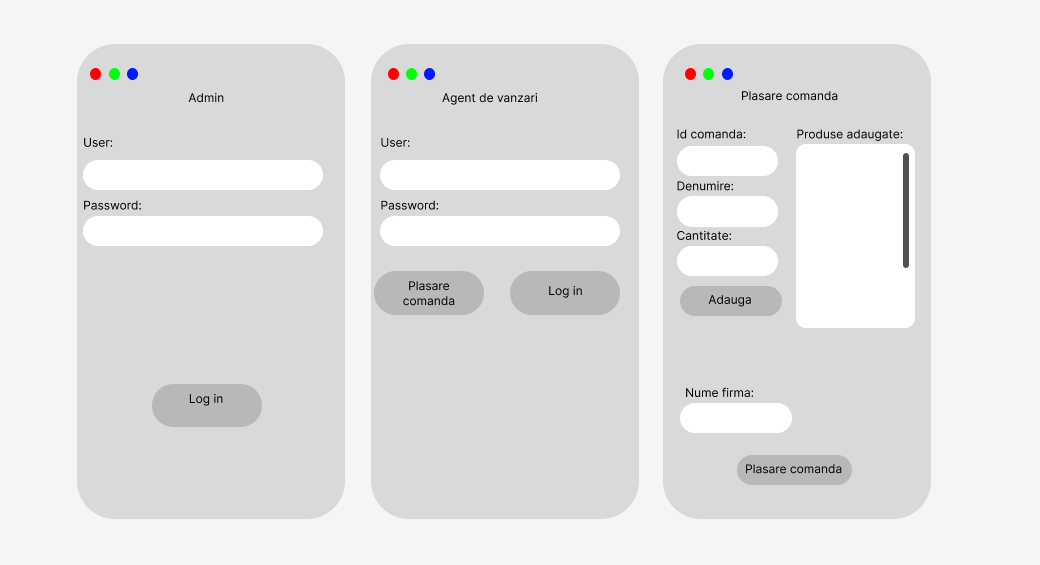 Admin
User:
Password:
Log in
Agent de vanzari
User:
Password:
Plasare
comanda
Log in
Plasare comanda
Id comanda:
Denumire:
Cantitate:
Adauga
Produse adaugate:
Nume firma:
Plasare comanda